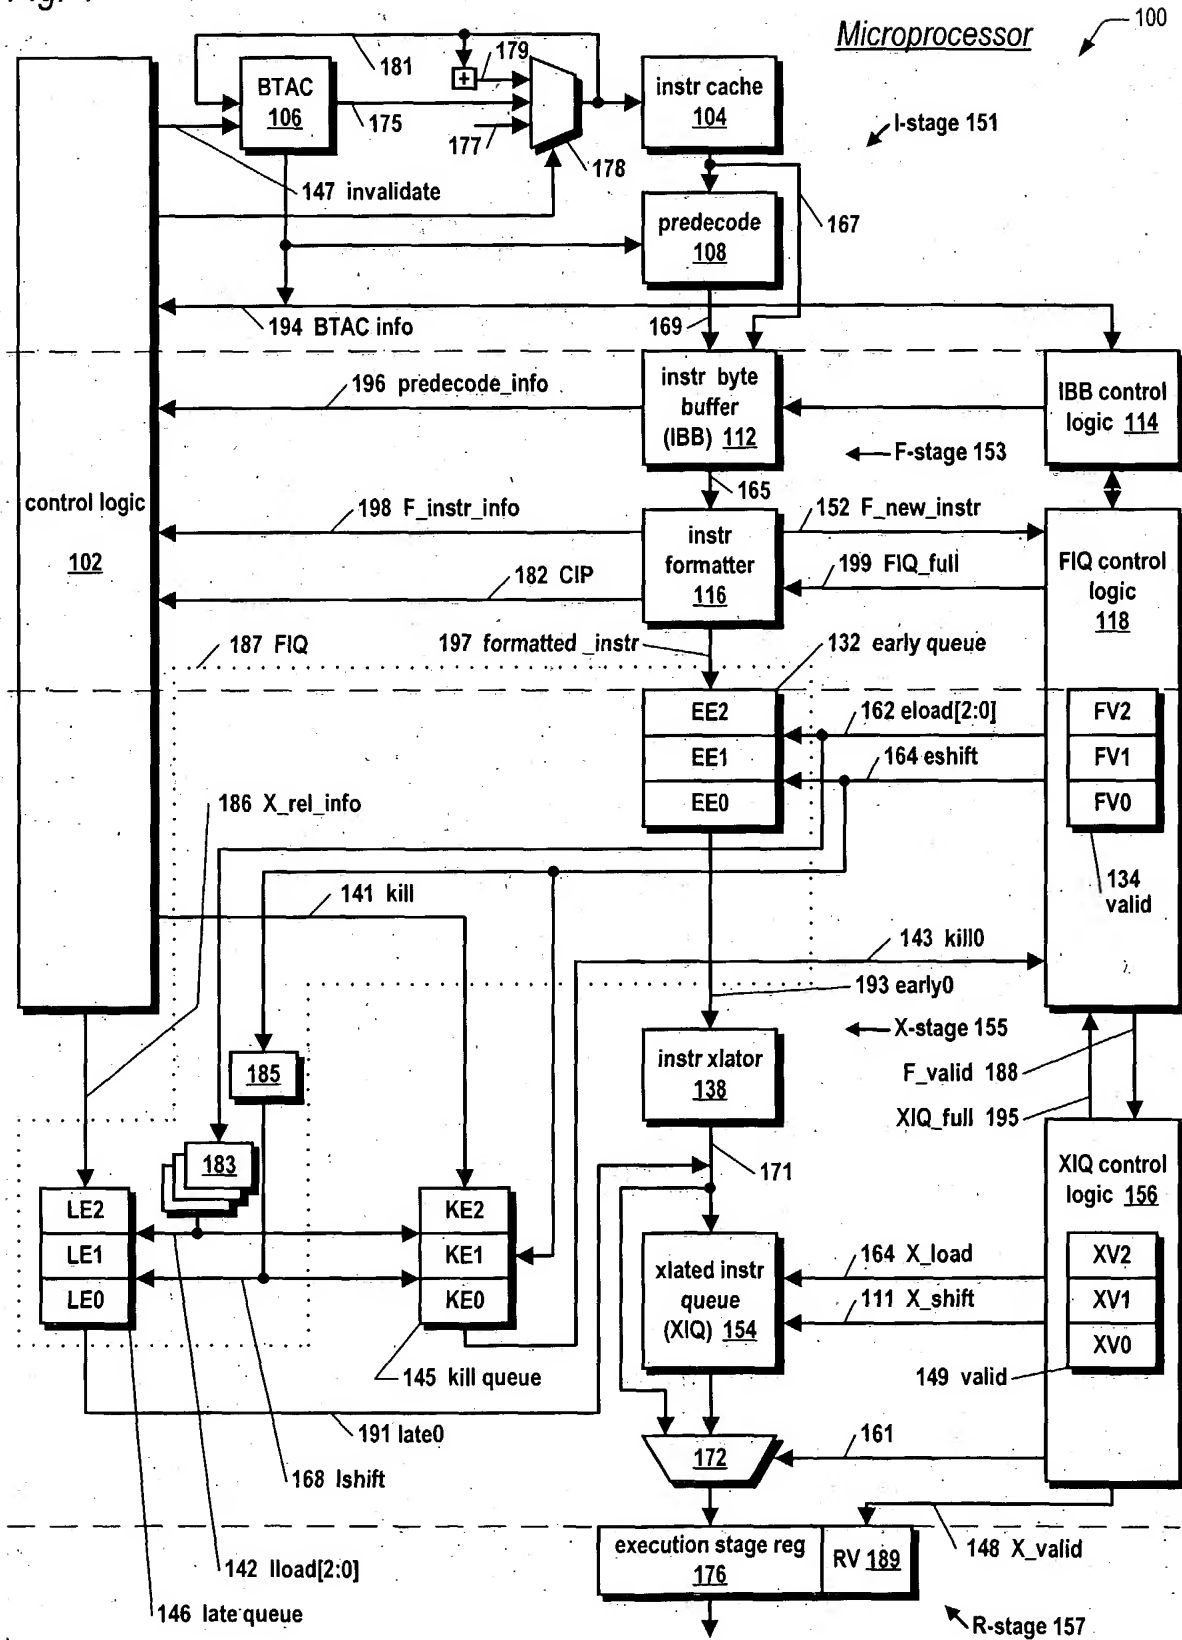 Microprocessor
100
181
179
+
BTAC
106
175
177
178
instr cache
104
I-stage 151
147 invalidate
predecode
108
167
194 BTAC info
169
196 predecode_info
instr byte
buffer
(IBB) 112
IBB control
logic 114
F-stage 153
165
control logic
102
198 F_instr_info
instr
formatter
116
152 F_new_instr
199 FIQ_full
182 CIP
FIQ control
logic
118
187 FIQ
197 formatted_instr
132 early queue
EE2
EE1
EE0
162 eload[2:0]
164 eshift
FV2
FV1
FV0
134
valid
186 X_rel_info
141 kill
143 kill0
193 early0
X-stage 155
185
instr xlator
138
F_valid 188
XIQ_full 195
183
171
XIQ control
logic 156
LE2
LE1
LE0
KE2
KE1
KE0
xlated instr
queue
(XIQ) 154
164 X_load
111 X_shift
XV2
XV1
XV0
149 valid
145 kill queue
191 late0
172
161
168 lshift
execution stage reg
176
RV 189
148 X_valid
142 lload[2:0]
146 late queue
R-stage 157